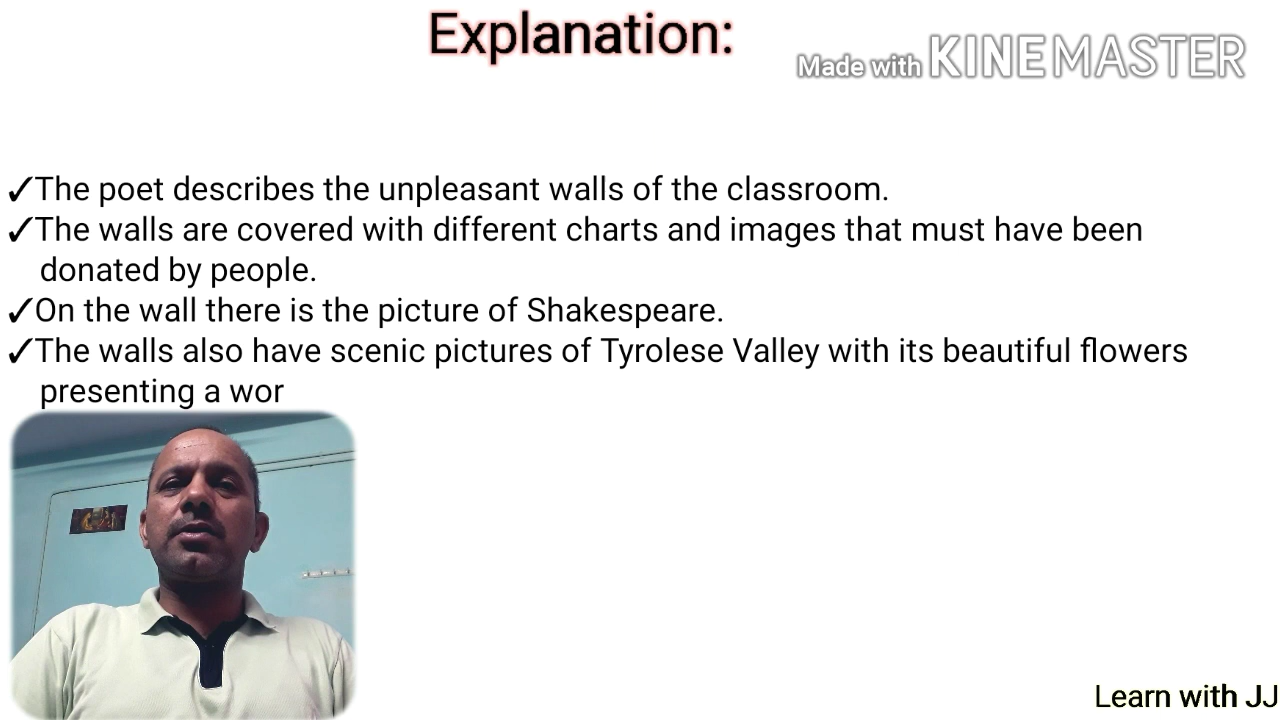 Explanation:
Made with KINEMASTER
✓The poet describes the unpleasant walls of the classroom.
✓The walls are covered with different charts and images that must have been
donated by people.
✓On the wall there is the picture of Shakespeare.
✓The walls also have scenic pictures of Tyrolese Valley with its beautiful flowers
presenting a wor
Learn with JJ